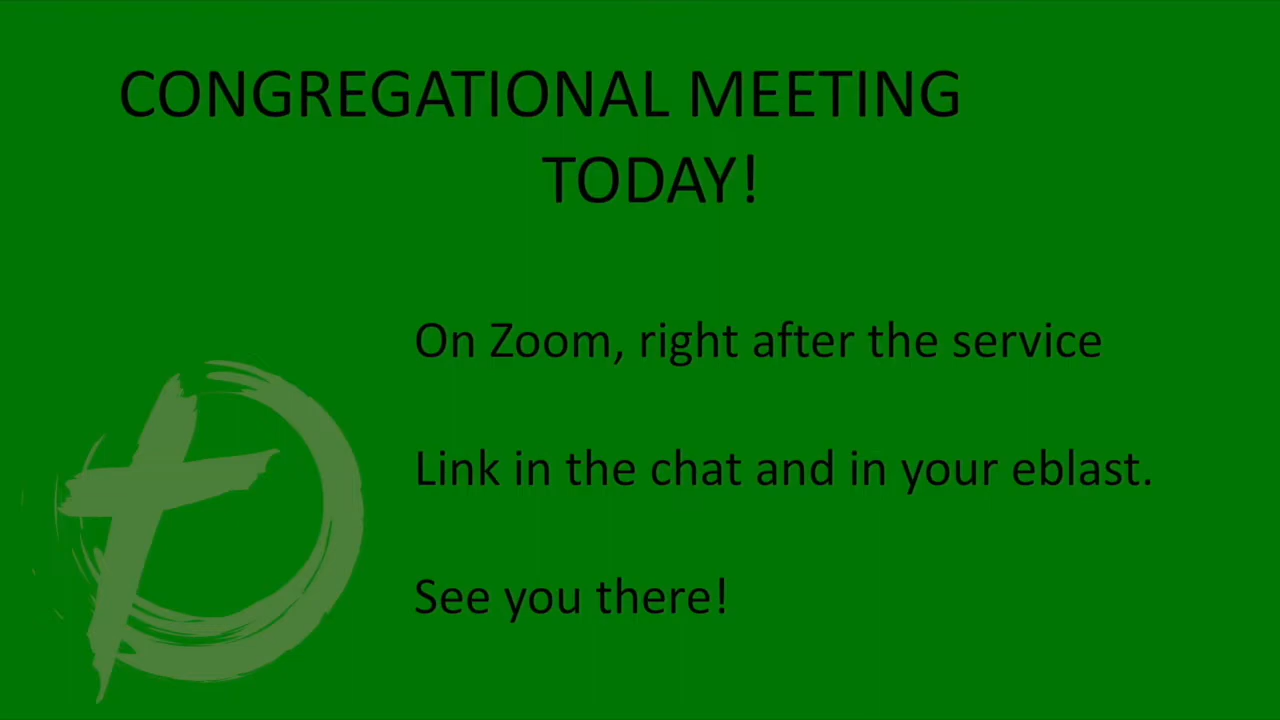 CONGREGATIONAL MEETING
TODAY!
On Zoom, right after the service
Link in the chat and in your eblast.
See you there!